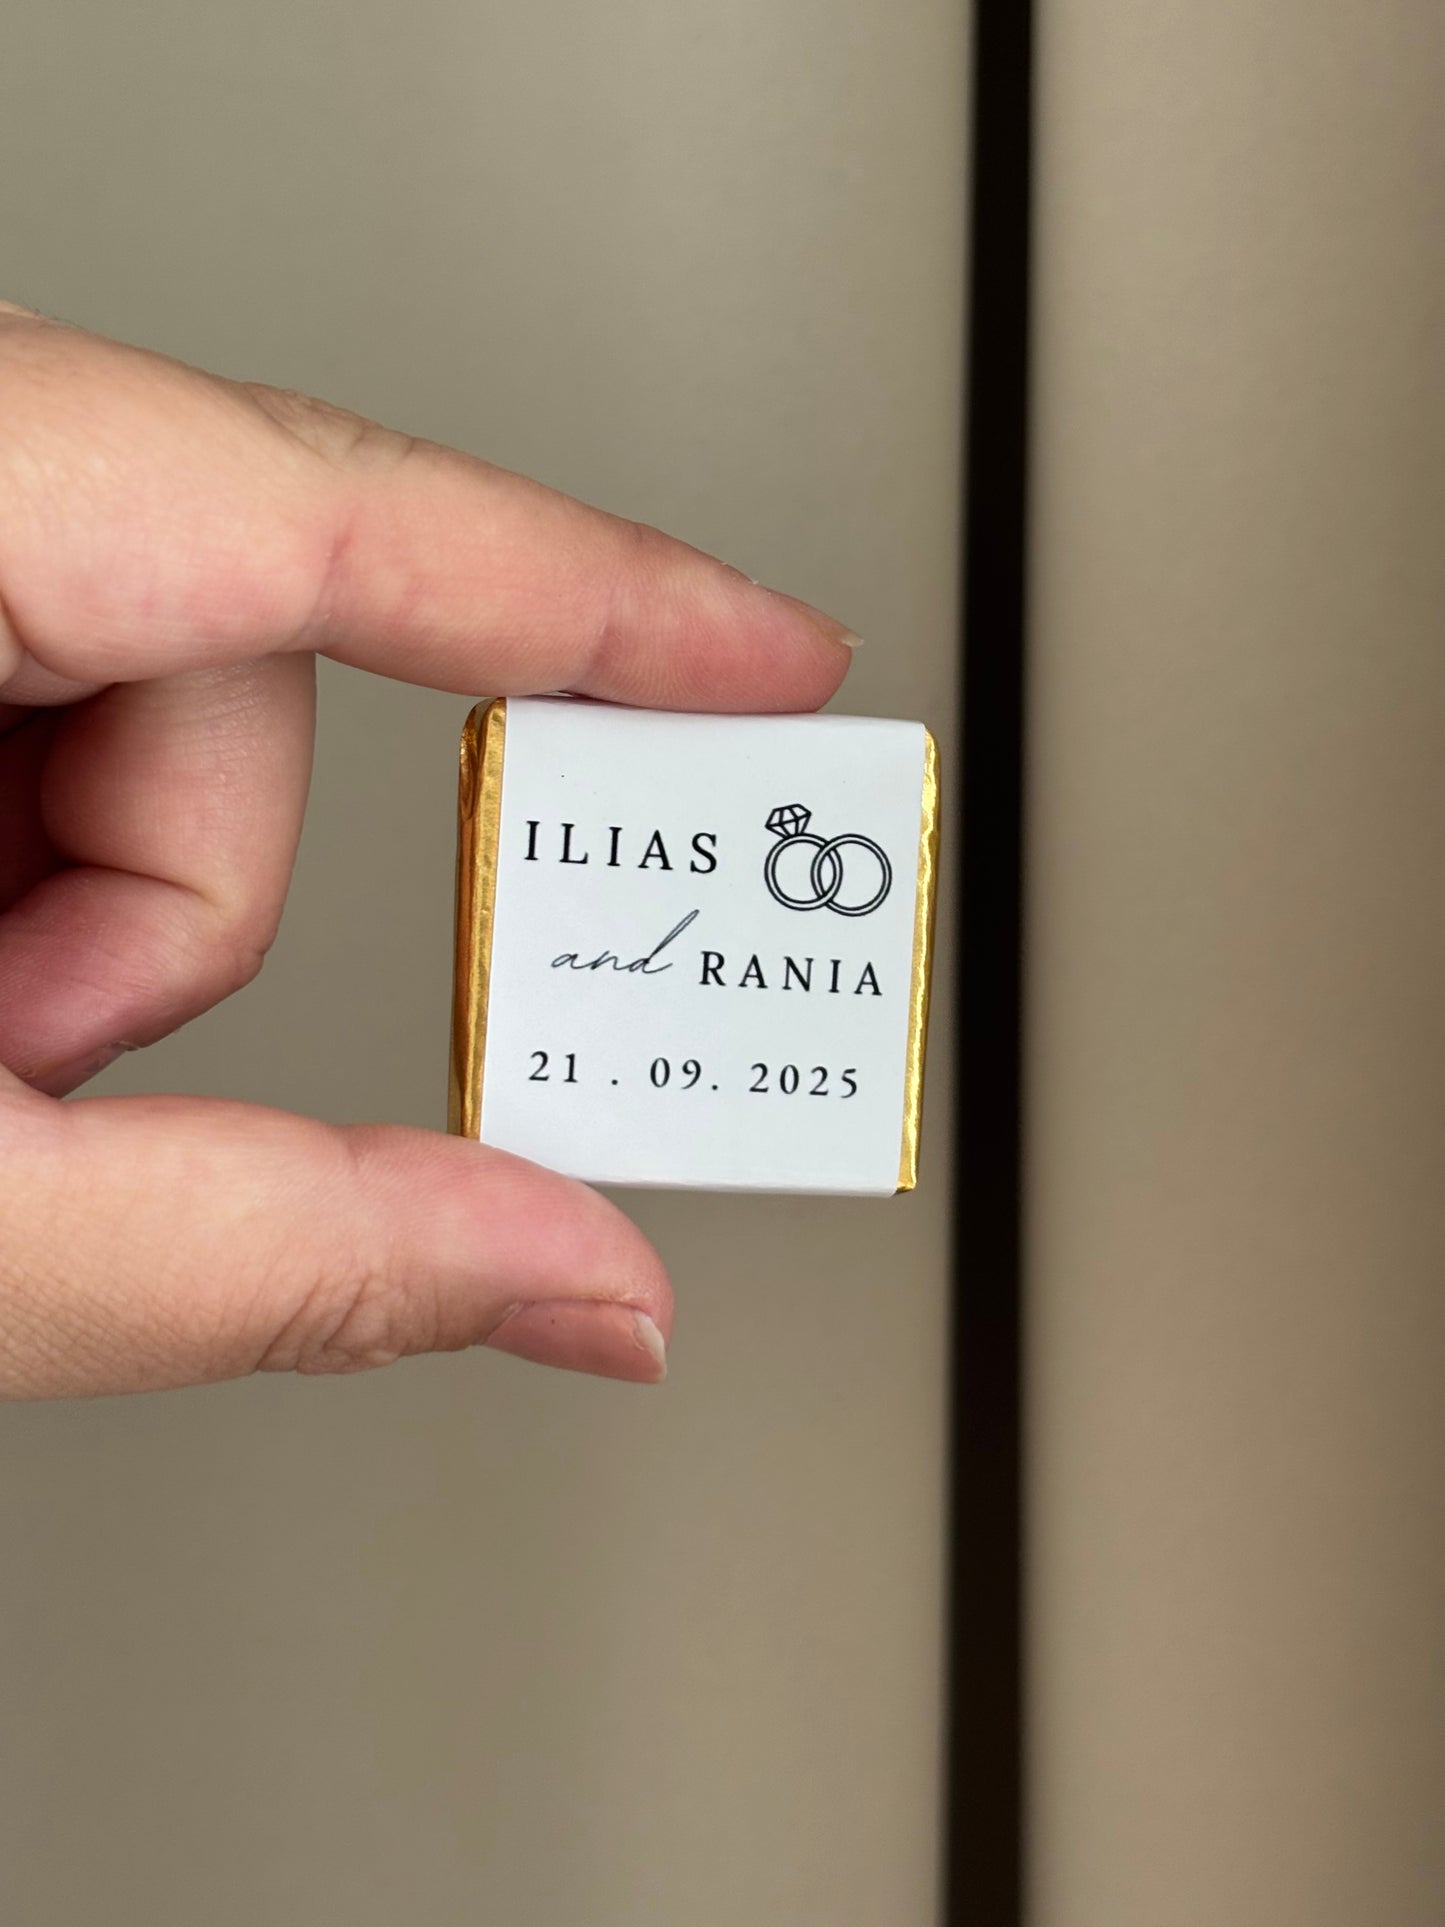 ILIAS
and RANIA
21 . 09. 2025